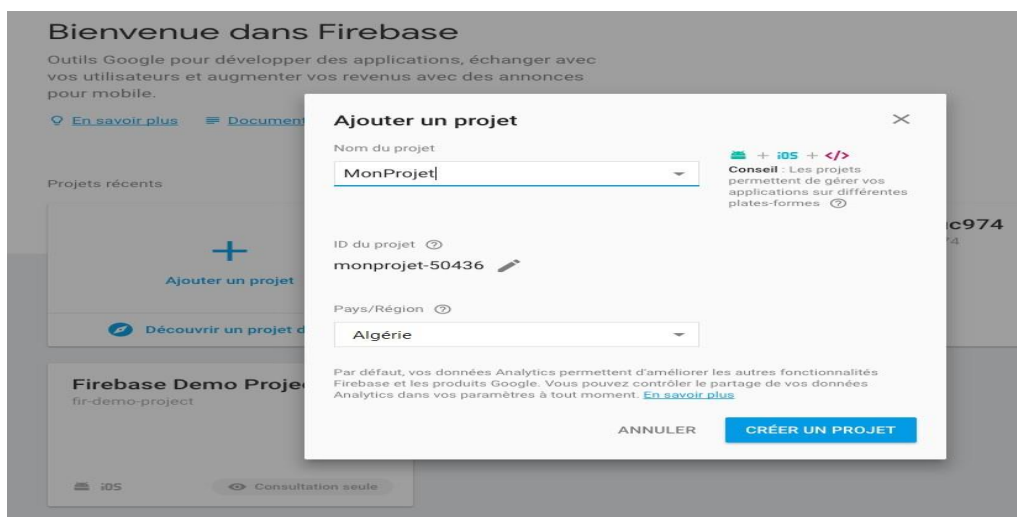 Bienvenue dans Firebase
Outils Google pour développer des applications, échanger avec
vos utilisateurs et augmenter vos revenus avec des annonces
pour mobile.
En savoir plus
Document
Projets récents
Ajouter un projet
Découvrir un projet d
Firebase Demo Proje
fir-demo-project
iOS
Consultation seule
Ajouter un projet
Nom du projet
MonProjet
+ iOS + </>
Conseil : Les projets
permettent de gérer vos
applications sur différentes
plates-formes
ID du projet
monprojet-50436
Pays/Région
Algérie
Par défaut, vos données Analytics permettent d'améliorer les autres fonctionnalités
Firebase et les produits Google. Vous pouvez contrôler le partage de vos données
Analytics dans vos paramètres à tout moment. En savoir plus
ANNULER
CRÉER UN PROJET
c974
4